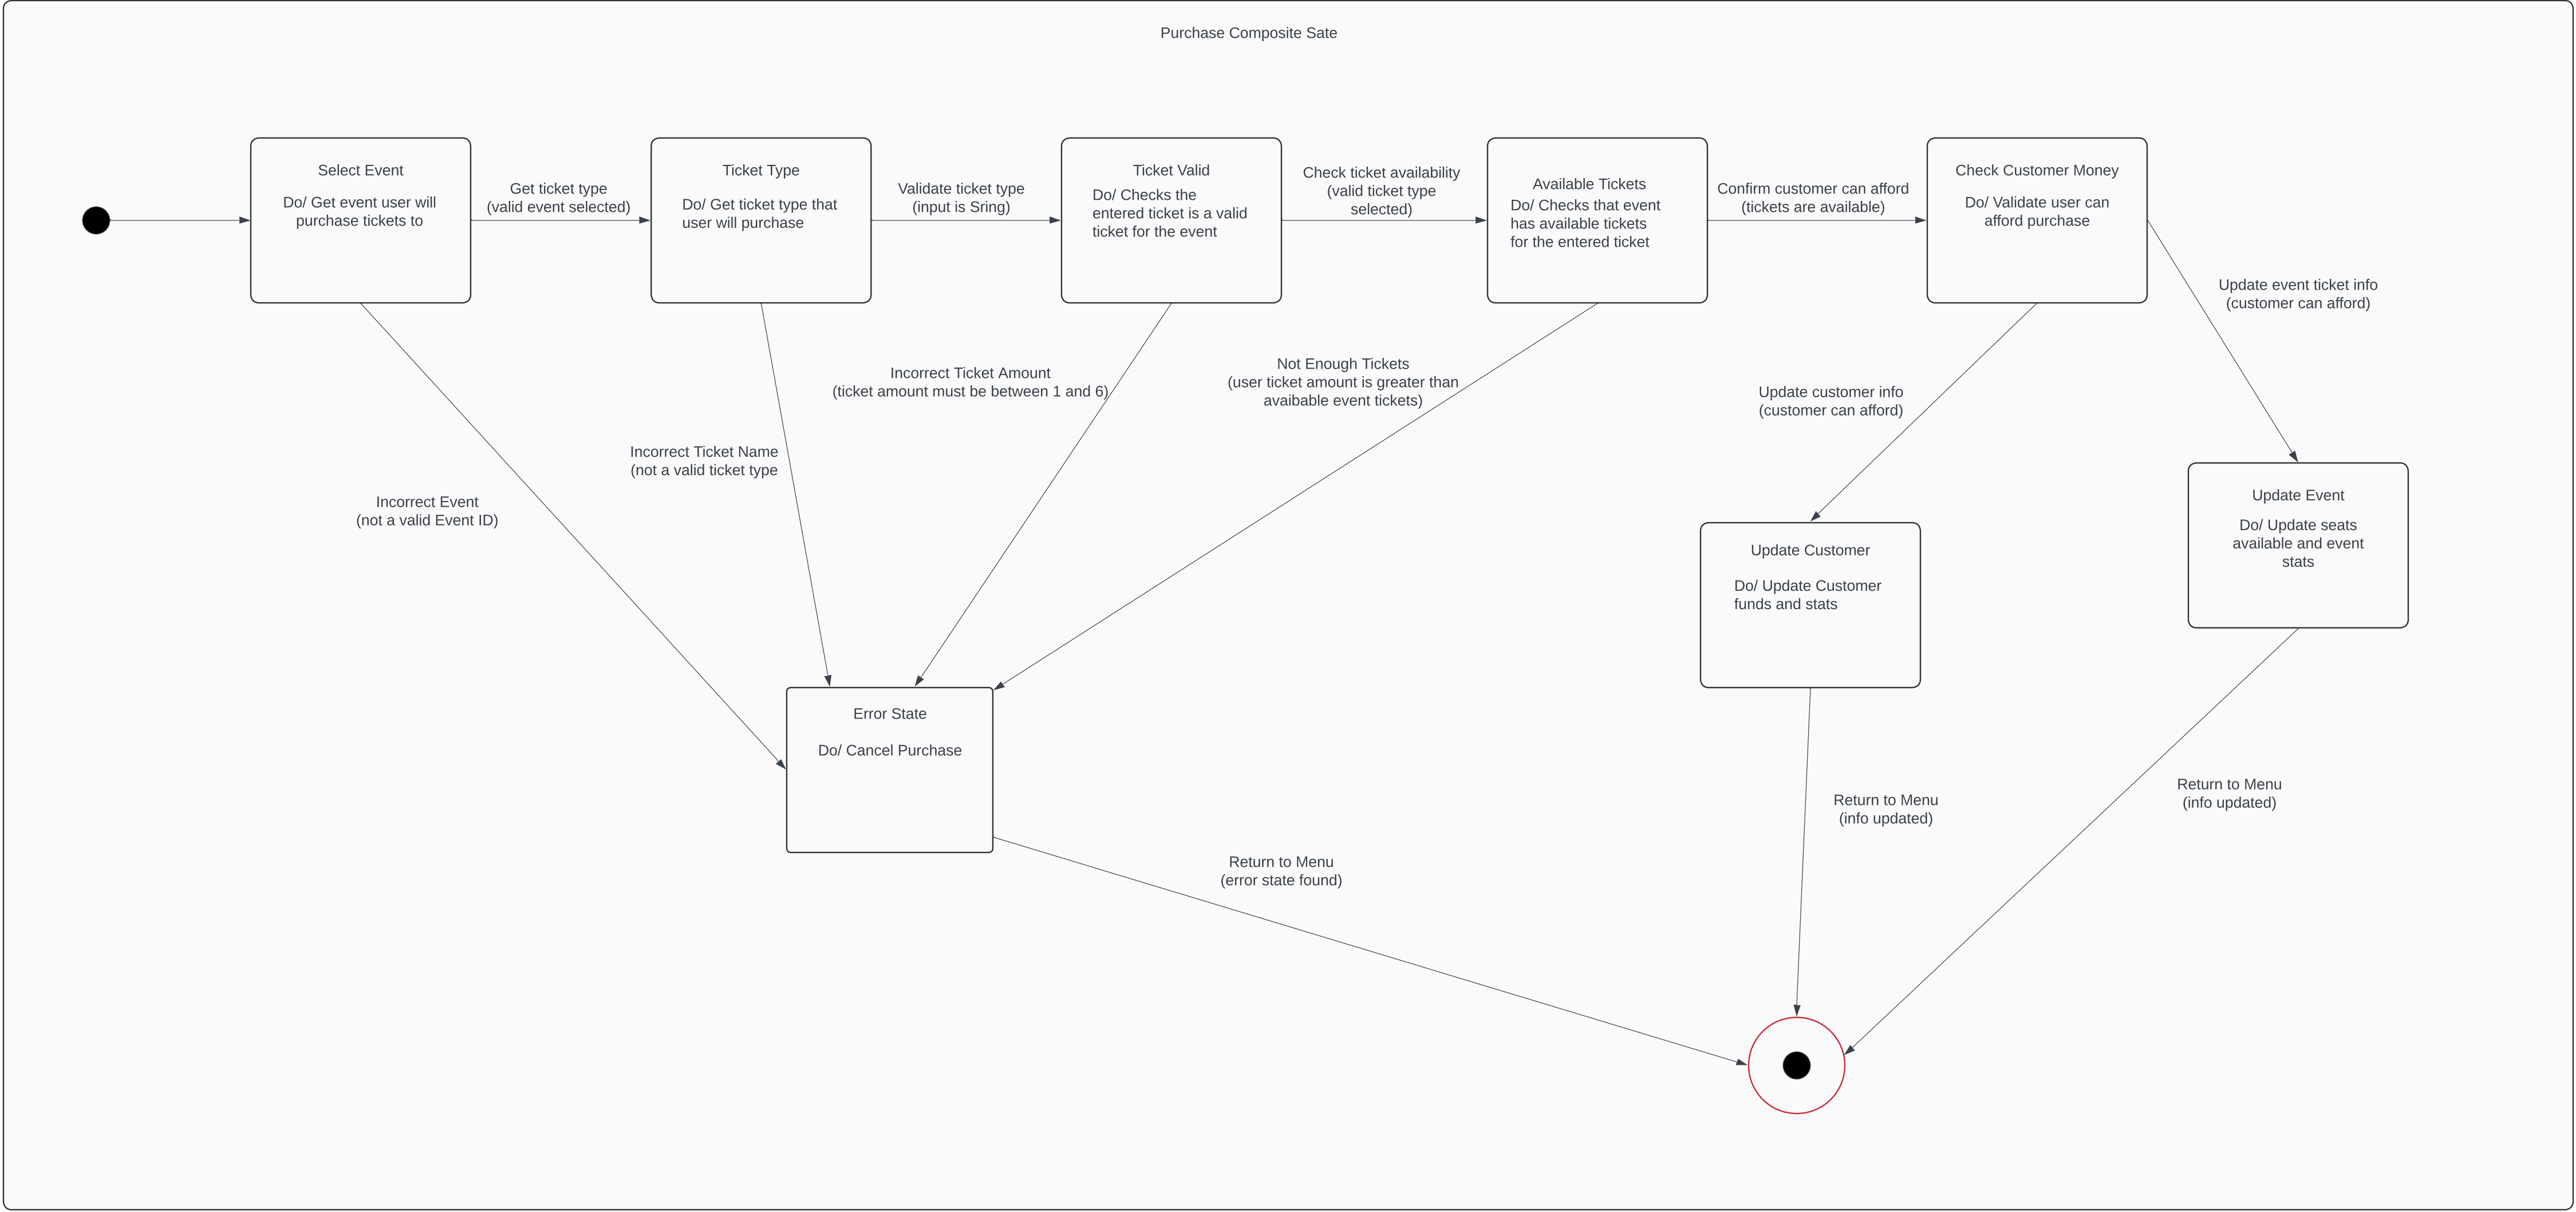 Purchase Composite Sate
Select Event
Do/ Get event user will
purchase tickets to
Get ticket type
(valid event selected)
Ticket Type
Do/ Get ticket type that
user will purchase
Validate ticket type
(input is Sring)
Ticket Valid
Do/ Checks the
entered ticket is a valid
ticket for the event
Check ticket availability
(valid ticket type
selected)
Available Tickets
Do/ Checks that event
has available tickets
for the entered ticket
Confirm customer can afford
(tickets are available)
Check Customer Money
Do/ Validate user can
afford purchase
Update event ticket info
(customer can afford)
Incorrect Ticket Amount
(ticket amount must be between 1 and 6)
Not Enough Tickets
(user ticket amount is greater than
avaibable event tickets)
Update customer info
(customer can afford)
Incorrect Ticket Name
(not a valid ticket type
Incorrect Event
(not a valid Event ID)
Update Event
Do/ Update seats
available and event
stats
Update Customer
Do/ Update Customer
funds and stats
Error State
Do/ Cancel Purchase
Return to Menu
(info updated)
Return to Menu
(info updated)
Return to Menu
(error state found)